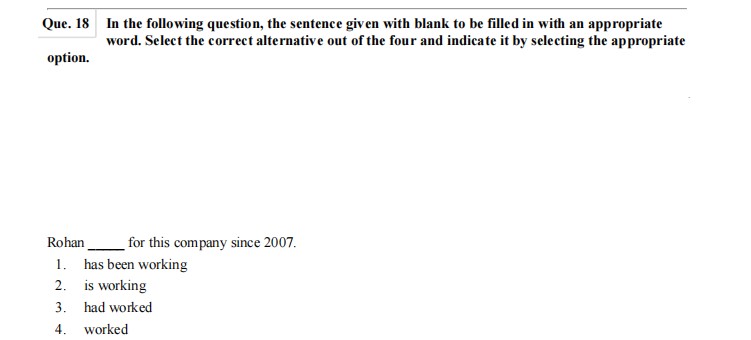 Que. 18 In the following question, the sentence given with blank to be filled in with an appropriate
word. Select the correct alternative out of the four and indicate it by selecting the appropriate
option.
Rohan _____ for this company since 2007.
1. has been working
2. is working
3. had worked
4. worked